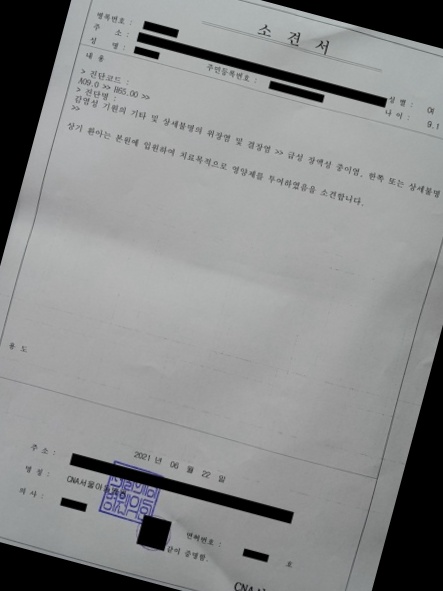 소 견 서
병록번호 :
주 소 :
성 명 :
주민등록번호 :
성 별 : 여
나 이 : 9.1
내 용
> 진단코드 :
A09.0 >> H65.00 >>
> 진단명 :
감염성 기원의 기타 및 상세불명의 위장염 및 결장염 >> 급성 장액성 중이염, 한쪽 또는 상세불명
>>
상기 환아는 본원에 입원하여 치료목적으로 영양제를 투여하였음을 소견합니다.
용 도
2021 년 06 월 22 일
주 소 :
명 칭 : CNA서울아
의 사 :
면허번호 : 호
같이 증명함.
CNA